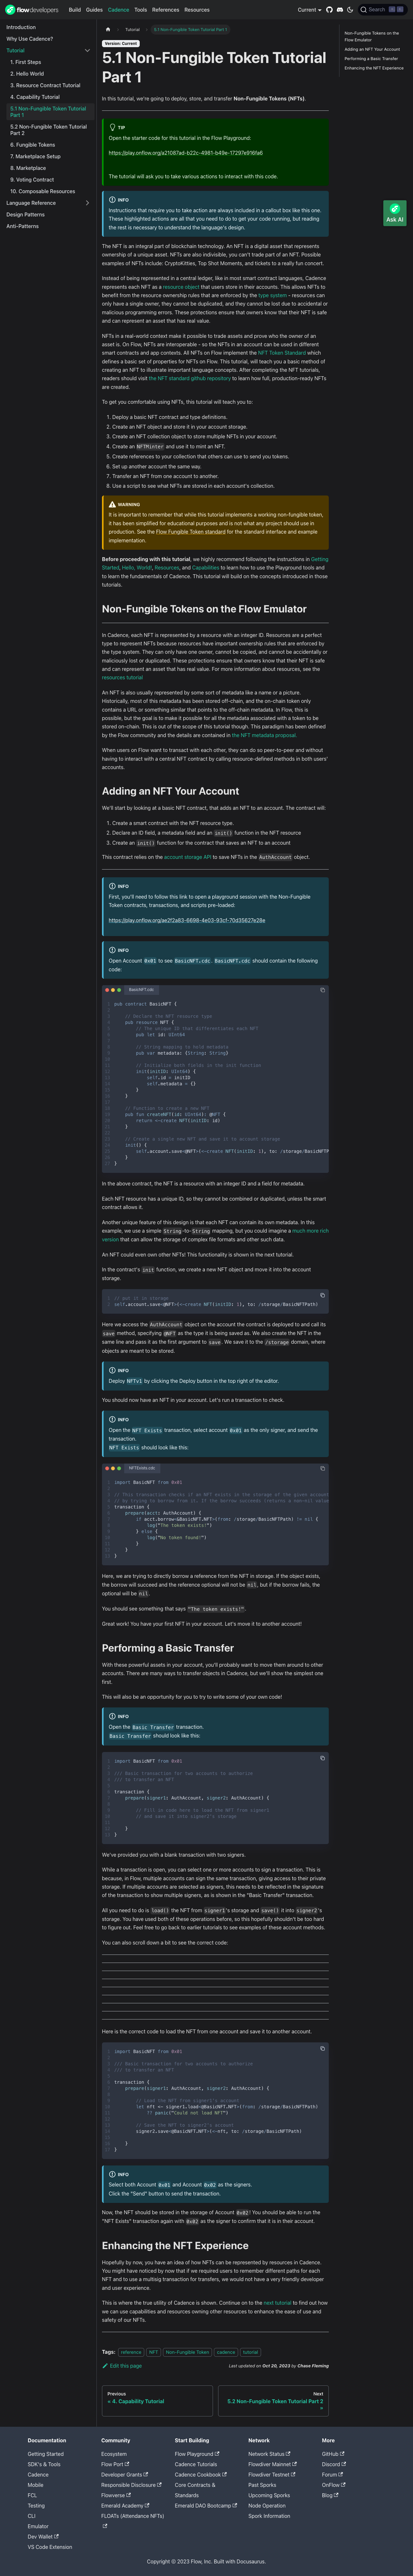 flow developers
Build
Guides
Cadence
Tools
References
Resources
Current
Search
Introduction
Why Use Cadence?
Tutorial
1. First Steps
2. Hello World
3. Resource Contract Tutorial
4. Capability Tutorial
5.1 Non-Fungible Token Tutorial
Part 1
5.2 Non-Fungible Token Tutorial
Part 2
6. Fungible Tokens
7. Marketplace Setup
8. Marketplace
9. Voting Contract
10. Composable Resources
Language Reference
Design Patterns
Anti-Patterns
Tutorial
5.1 Non-Fungible Token Tutorial Part 1
Version: Current
5.1 Non-Fungible Token Tutorial
Part 1
In this tutorial, we're going to deploy, store, and transfer Non-Fungible Tokens (NFTs).
TIP
Open the starter code for this tutorial in the Flow Playground:
The tutorial will ask you to take various actions to interact with this code.
INFO
Instructions that require you to take action are always included in a callout box like this one.
These highlighted actions are all that you need to do to get your code running, but reading
the rest is necessary to understand the language's design.
The NFT is an integral part of blockchain technology. An NFT is a digital asset that represents
ownership of a unique asset. NFTs are also indivisible, you can't trade part of an NFT. Possible
examples of NFTs include: CryptoKitties, Top Shot Moments, and tickets to a really fun concert.
Instead of being represented in a central ledger, like in most smart contract languages, Cadence
represents each NFT as a resource object that users store in their accounts. This allows NFTs to
benefit from the resource ownership rules that are enforced by the type system - resources can
only have a single owner, they cannot be duplicated, and they cannot be lost due to accidental or
malicious programming errors. These protections ensure that owners know that their NFT is safe
and can represent an asset that has real value.
NFTs in a real-world context make it possible to trade assets and prove who the owner of an
asset is. On Flow, NFTs are interoperable - so the NFTs in an account can be used in different
smart contracts and app contexts. All NFTs on Flow implement the NFT Token Standard which
defines a basic set of properties for NFTs on Flow. This tutorial, will teach you a basic method of
creating an NFT to illustrate important language concepts. After completing the NFT tutorials,
readers should visit the NFT standard github repository to learn how full, production-ready NFTs
are created.
To get you comfortable using NFTs, this tutorial will teach you to:
1. Deploy a basic NFT contract and type definitions.
2. Create an NFT object and store it in your account storage.
3. Create an NFT collection object to store multiple NFTs in your account.
4. Create an NFTMinter and use it to mint an NFT.
5. Create references to your collection that others can use to send you tokens.
6. Set up another account the same way.
7. Transfer an NFT from one account to another.
8. Use a script to see what NFTs are stored in each account's collection.
WARNING
It is important to remember that while this tutorial implements a working non-fungible token,
it has been simplified for educational purposes and is not what any project should use in
production. See the Flow Fungible Token standard for the standard interface and example
implementation.
Before proceeding with this tutorial, we highly recommend following the instructions in Getting
Started, Hello, World!, Resources, and Capabilities to learn how to use the Playground tools and
to learn the fundamentals of Cadence. This tutorial will build on the concepts introduced in those
tutorials.
Non-Fungible Tokens on the Flow Emulator
In Cadence, each NFT is represented by a resource with an integer ID. Resources are a perfect
type to represent NFTs because resources have important ownership rules that are enforced by
the type system. They can only have one owner, cannot be copied, and cannot be accidentally or
maliciously lost or duplicated. These protections ensure that owners know that their NFT is safe
and can represent an asset that has real value. For more information about resources, see the
resources tutorial
An NFT is also usually represented by some sort of metadata like a name or a picture.
Historically, most of this metadata has been stored off-chain, and the on-chain token only
contains a URL or something similar that points to the off-chain metadata. In Flow, this is
possible, but the goal is to make it possible for all the metadata associated with a token to be
stored on-chain. This is out of the scope of this tutorial though. This paradigm has been defined
by the Flow community and the details are contained in the NFT metadata proposal.
When users on Flow want to transact with each other, they can do so peer-to-peer and without
having to interact with a central NFT contract by calling resource-defined methods in both users'
accounts.
Adding an NFT Your Account
We'll start by looking at a basic NFT contract, that adds an NFT to an account. The contract will:
1. Create a smart contract with the NFT resource type.
2. Declare an ID field, a metadata field and an init() function in the NFT resource
3. Create an init() function for the contract that saves an NFT to an account
This contract relies on the account storage API to save NFTs in the AuthAccount object.
INFO
First, you'll need to follow this link to open a playground session with the Non-Fungible
Token contracts, transactions, and scripts pre-loaded:
INFO
Open Account 0x01 to see BasicNFT.cdc. BasicNFT.cdc should contain the following
code:
BasicNFT.cdc
pub contract BasicNFT {
// Declare the NFT resource type
pub resource NFT {
// The unique ID that differentiates each NFT
pub let id: UInt64
// String mapping to hold metadata
pub var metadata: {String: String}
// Initialize both fields in the init function
init(initID: UInt64) {
self.id = initID
self.metadata = {}
}
}
// Function to create a new NFT
pub fun createNFT(id: UInt64): @NFT {
return <-create NFT(initID: id)
}
// Create a single new NFT and save it to account storage
init() {
self.account.save<@NFT>(<-create NFT(initID: 1), to: /storage/BasicNFTP
}
}
In the above contract, the NFT is a resource with an integer ID and a field for metadata.
Each NFT resource has a unique ID, so they cannot be combined or duplicated, unless the smart
contract allows it.
Another unique feature of this design is that each NFT can contain its own metadata. In this
example, we use a simple String-to-String mapping, but you could imagine a much more rich
version that can allow the storage of complex file formats and other such data.
An NFT could even own other NFTs! This functionality is shown in the next tutorial.
In the contract's init function, we create a new NFT object and move it into the account
storage.
// put it in storage
self.account.save<@NFT>(<-create NFT(initID: 1), to: /storage/BasicNFTPath)
Here we access the AuthAccount object on the account the contract is deployed to and call its
save method, specifying @NFT as the type it is being saved as. We also create the NFT in the
same line and pass it as the first argument to save. We save it to the /storage domain, where
objects are meant to be stored.
INFO
Deploy NFTv1 by clicking the Deploy button in the top right of the editor.
You should now have an NFT in your account. Let's run a transaction to check.
INFO
Open the NFT Exists transaction, select account 0x01 as the only signer, and send the
transaction.
NFT Exists should look like this:
NFTExists.cdc
import BasicNFT from 0x01
// This transaction checks if an NFT exists in the storage of the given account
// by trying to borrow from it. If the borrow succeeds (returns a non-nil value
transaction {
prepare(acct: AuthAccount) {
if acct.borrow<&BasicNFT.NFT>(from: /storage/BasicNFTPath) != nil {
log("The token exists!")
} else {
log("No token found!")
}
}
}
Here, we are trying to directly borrow a reference from the NFT in storage. If the object exists,
the borrow will succeed and the reference optional will not be nil, but if the borrow fails, the
optional will be nil.
You should see something that says "The token exists!".
Great work! You have your first NFT in your account. Let's move it to another account!
Performing a Basic Transfer
With these powerful assets in your account, you'll probably want to move them around to other
accounts. There are many ways to transfer objects in Cadence, but we'll show the simplest one
first.
This will also be an opportunity for you to try to write some of your own code!
INFO
Open the Basic Transfer transaction.
Basic Transfer should look like this:
import BasicNFT from 0x01
/// Basic transaction for two accounts to authorize
/// to transfer an NFT
transaction {
prepare(signer1: AuthAccount, signer2: AuthAccount) {
// Fill in code here to load the NFT from signer1
// and save it into signer2's storage
}
}
We've provided you with a blank transaction with two signers.
While a transaction is open, you can select one or more accounts to sign a transaction. This is
because, in Flow, multiple accounts can sign the same transaction, giving access to their private
storage. If multiple accounts are selected as signers, this needs to be reflected in the signature of
the transaction to show multiple signers, as is shown in the "Basic Transfer" transaction.
All you need to do is load() the NFT from signer1's storage and save() it into signer2's
storage. You have used both of these operations before, so this hopefully shouldn't be too hard
to figure out. Feel free to go back to earlier tutorials to see examples of these account methods.
You can also scroll down a bit to see the correct code:
Here is the correct code to load the NFT from one account and save it to another account.
import BasicNFT from 0x01
/// Basic transaction for two accounts to authorize
/// to transfer an NFT
transaction {
prepare(signer1: AuthAccount, signer2: AuthAccount) {
// Load the NFT from signer1's account
let nft <- signer1.load<@BasicNFT.NFT>(from: /storage/BasicNFTPath)
?? panic("Could not load NFT")
// Save the NFT to signer2's account
signer2.save<@BasicNFT.NFT>(<-nft, to: /storage/BasicNFTPath)
}
}
INFO
Select both Account 0x01 and Account 0x02 as the signers.
Click the "Send" button to send the transaction.
Now, the NFT should be stored in the storage of Account 0x02! You should be able to run the
"NFT Exists" transaction again with 0x02 as the signer to confirm that it is in their account.
Enhancing the NFT Experience
Hopefully by now, you have an idea of how NFTs can be represented by resources in Cadence.
You might have noticed by now that if we required users to remember different paths for each
NFT and to use a multisig transaction for transfers, we would not have a very friendly developer
and user experience.
This is where the true utility of Cadence is shown. Continue on to the next tutorial to find out how
we can use capabilities and resources owning other resources to enhance the ease of use and
safety of our NFTs.
Tags:
reference
NFT
Non-Fungible Token
cadence
tutorial
Edit this page
Last updated on Oct 20, 2023 by Chase Fleming
Previous
« 4. Capability Tutorial
Next
5.2 Non-Fungible Token Tutorial Part 2
»
Non-Fungible Tokens on the
Flow Emulator
Adding an NFT Your Account
Performing a Basic Transfer
Enhancing the NFT Experience
Ask AI
Documentation
Getting Started
SDK's & Tools
Cadence
Mobile
FCL
Testing
CLI
Emulator
Dev Wallet
VS Code Extension
Community
Ecosystem
Flow Port
Developer Grants
Responsible Disclosure
Flowverse
Emerald Academy
FLOATs (Attendance NFTs)
Start Building
Flow Playground
Cadence Tutorials
Cadence Cookbook
Core Contracts &
Standards
Emerald DAO Bootcamp
Network
Network Status
Flowdiver Mainnet
Flowdiver Testnet
Past Sporks
Upcoming Sporks
Node Operation
Spork Information
More
GitHub
Discord
Forum
OnFlow
Blog
Copyright © 2023 Flow, Inc. Built with Docusaurus.